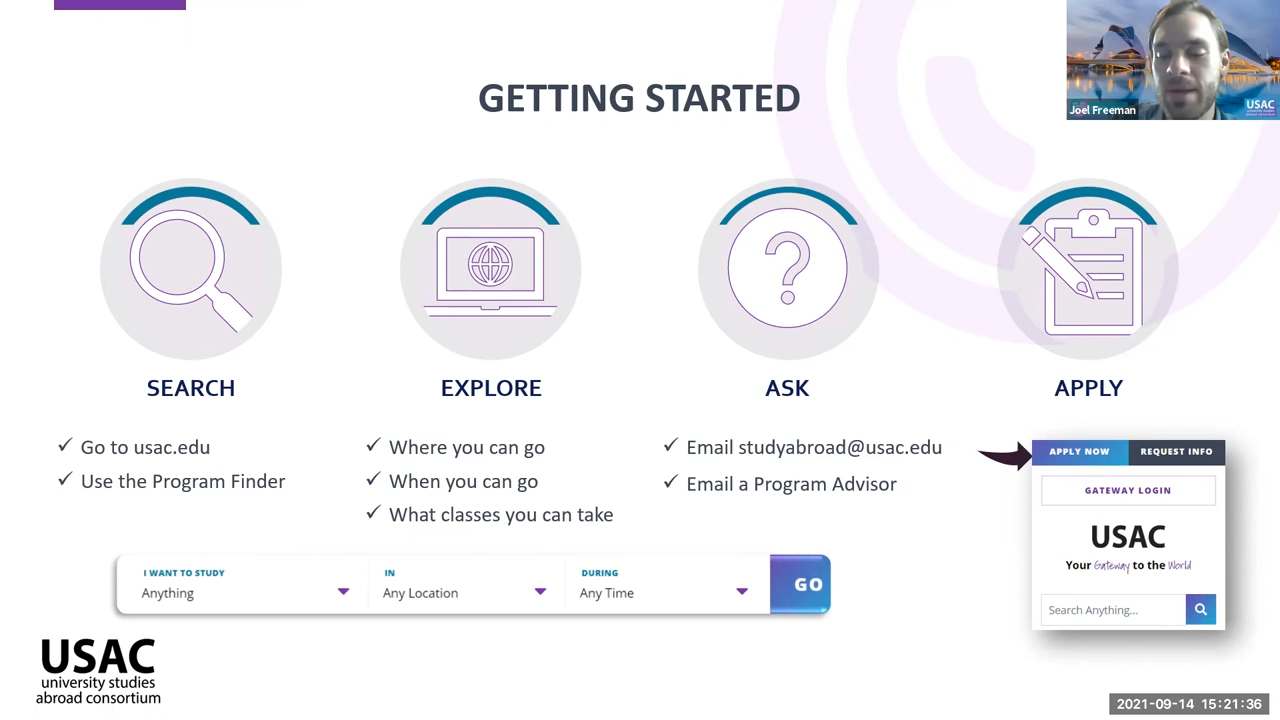 GETTING STARTED
Joel Freeman
USAC
SEARCH
EXPLORE
ASK
APPLY
Go to usac.edu
Use the Program Finder
Where you can go
When you can go
What classes you can take
Email studyabroad@usac.edu
Email a Program Advisor
APPLY NOW
REQUEST INFO
GATEWAY LOGIN
USAC
Your Gateway to the World
Search Anything...
I WANT TO STUDY
Anything
IN
Any Location
DURING
Any Time
GO
USAC
university studies
abroad consortium
2021-09-14 15:21:36